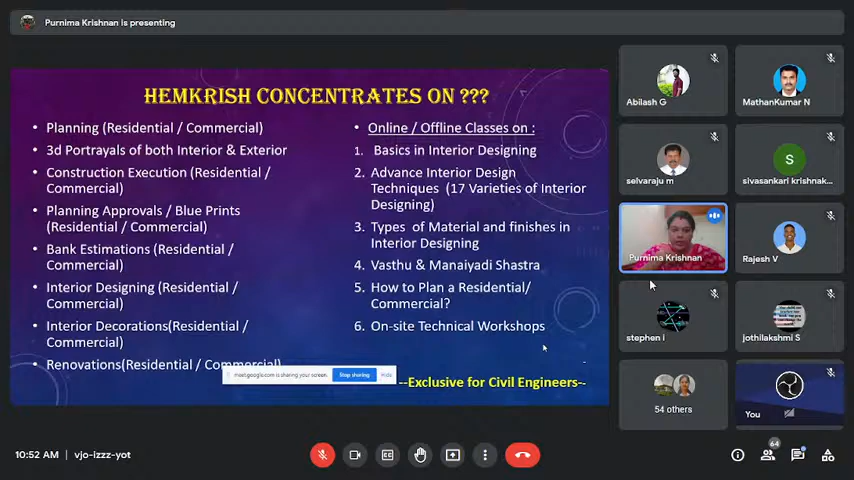 Purnima Krishnan is presenting
HEMKRISH CONCENTRATES ON ???
• Planning (Residential / Commercial)
• 3d Portrayals of both Interior & Exterior
• Construction Execution (Residential /
Commercial)
• Planning Approvals / Blue Prints
(Residential / Commercial)
• Bank Estimations (Residential /
Commercial)
• Interior Designing (Residential /
Commercial)
• Interior Decorations(Residential /
Commercial)
• Renovations(Residential / Commercial)
• Online / Offline Classes on :
1. Basics in Interior Designing
2. Advance Interior Design
Techniques (17 Varieties of Interior
Designing)
3. Types of Material and finishes in
Interior Designing
4. Vasthu & Manaiyadi Shastra
5. How to Plan a Residential/
Commercial?
6. On-site Technical Workshops
--Exclusive for Civil Engineers--
meet.google.com is sharing your screen.
Stop sharing
Hide
Abilash G
MathanKumar N
selvaraju m
S
sivasankari krishnak...
Purnima Krishnan
Rajesh V
stephen i
jothilakshmi S
54 others
You
10:52 AM | vjo-izzz-yot
64